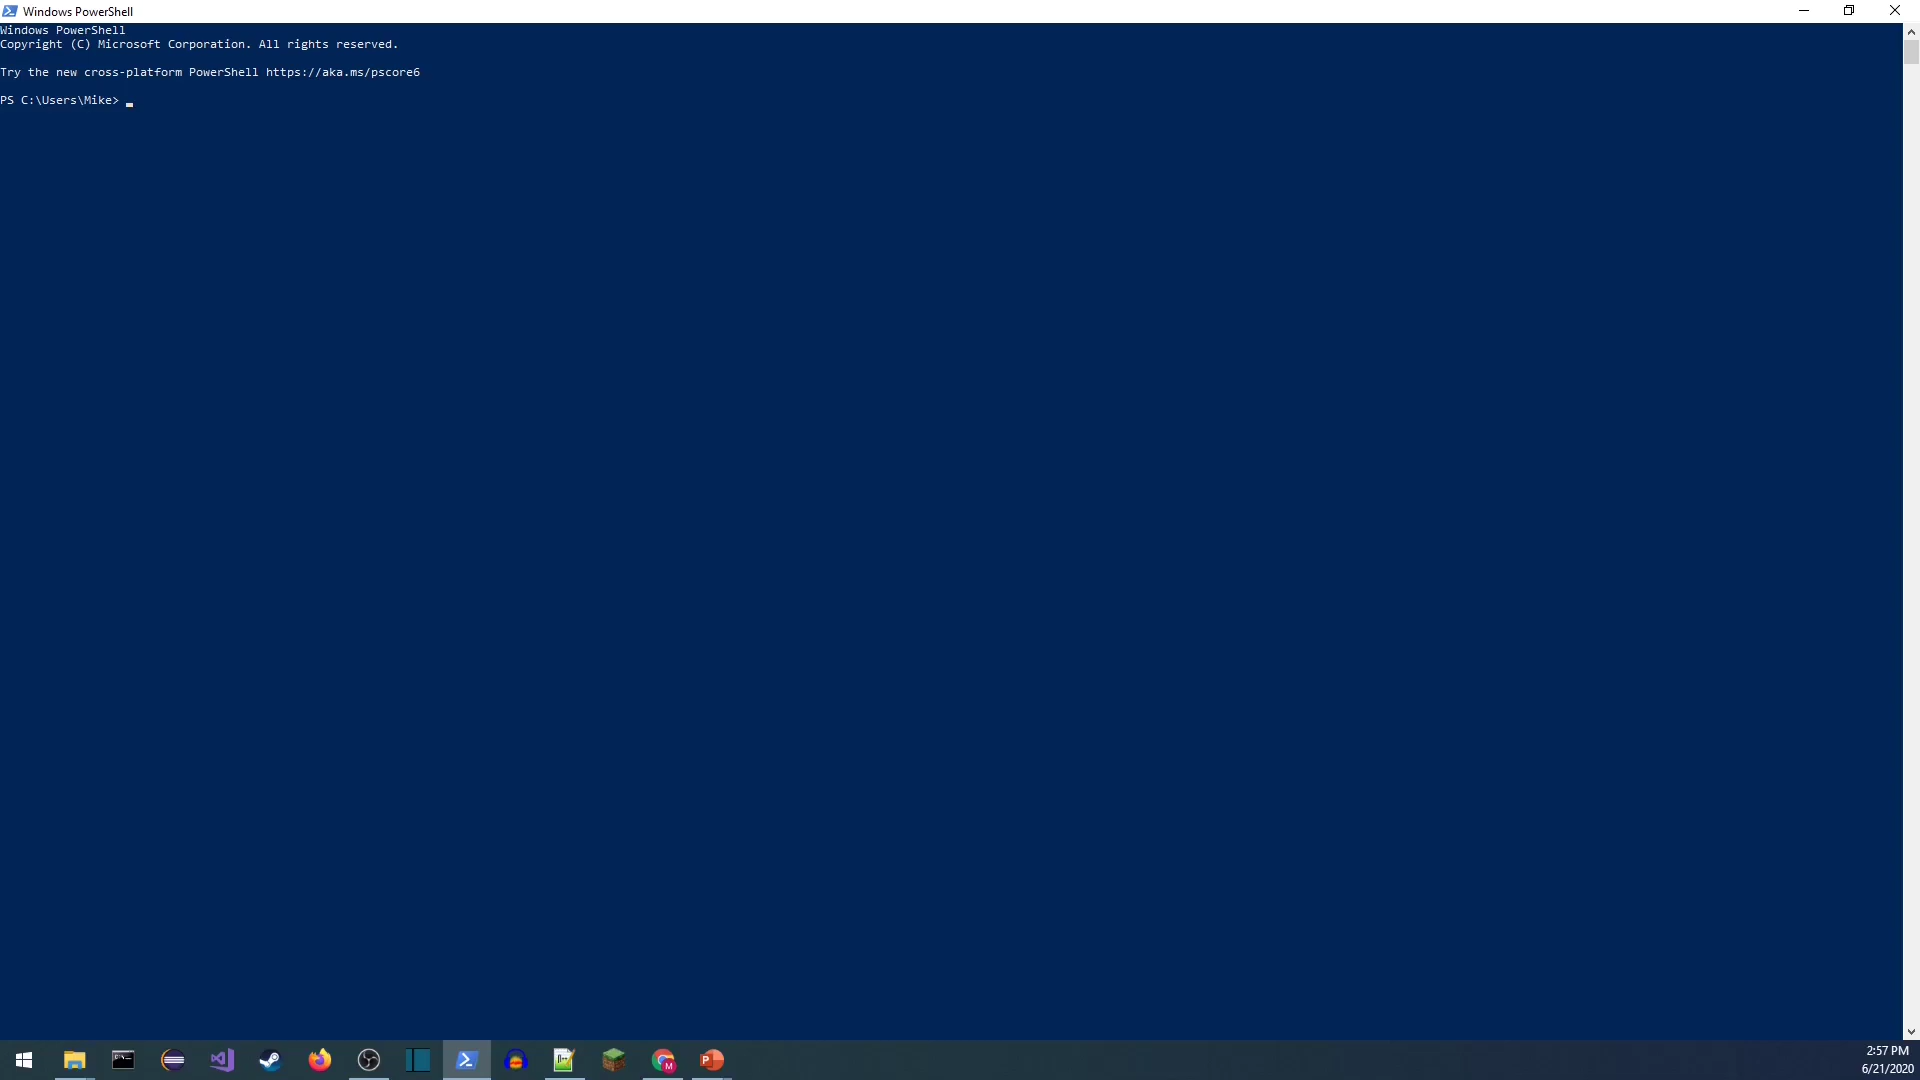 Windows PowerShell
Windows PowerShell
Copyright (C) Microsoft Corporation. All rights reserved.
Try the new cross-platform PowerShell https://aka.ms/pscore6
PS C:\Users\Mike>
2:57 PM
6/21/2020